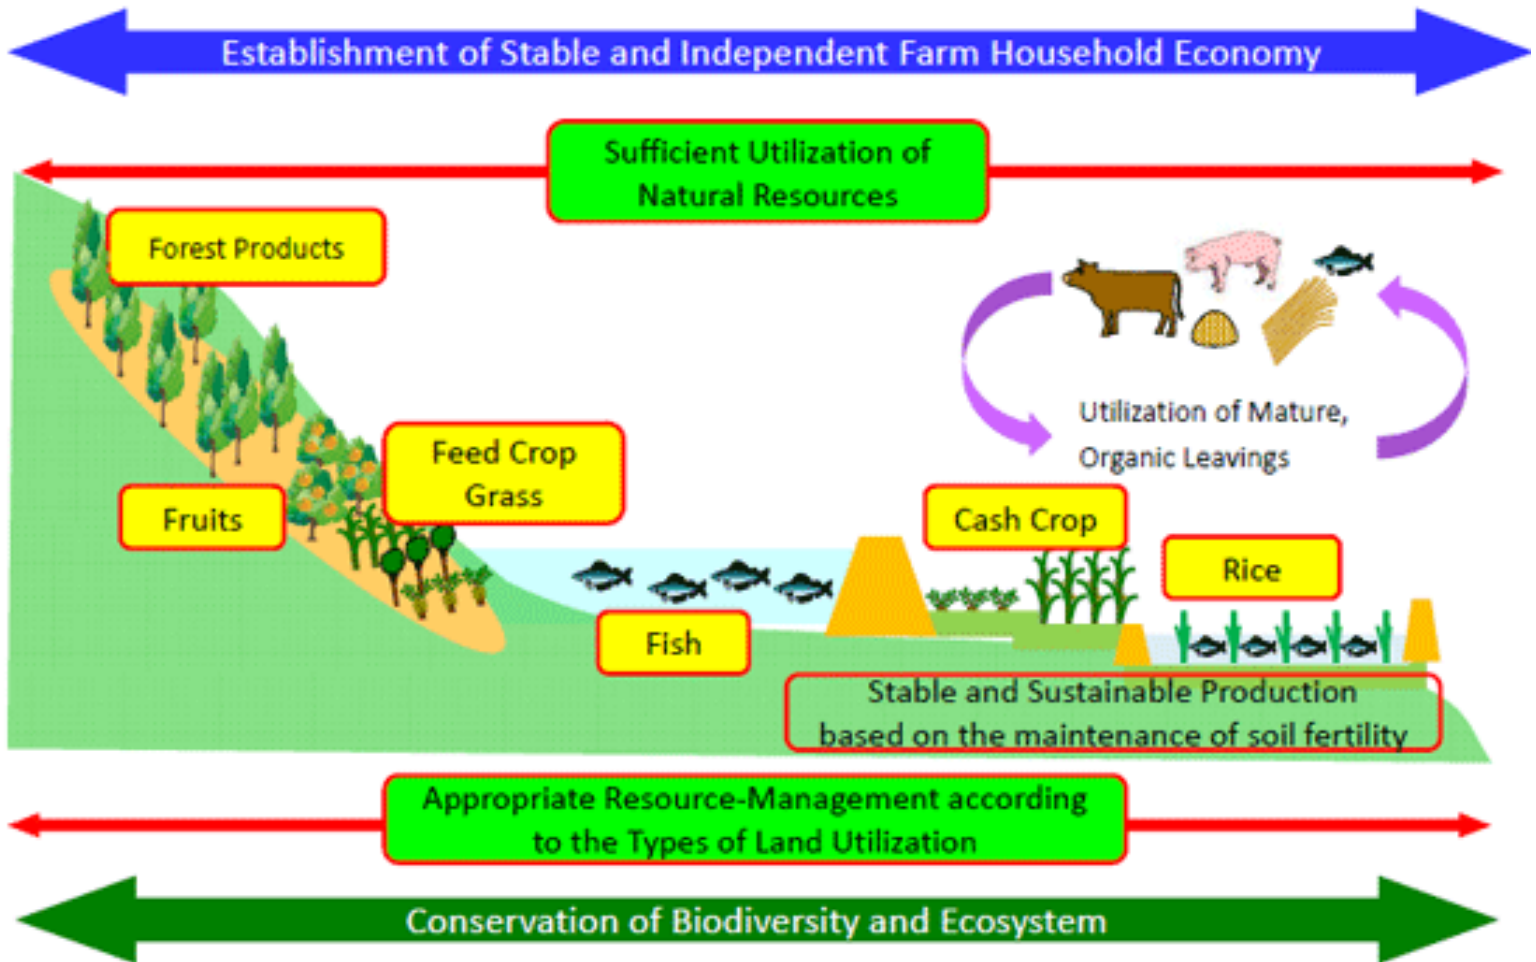 Establishment of Stable and Independent Farm Household Economy
Sufficient Utilization of
Natural Resources
Forest Products
Utilization of Mature,
Organic Leavings
Feed Crop
Grass
Fruits
Cash Crop
Rice
Fish
Stable and Sustainable Production
based on the maintenance of soil fertility
Appropriate Resource-Management according
to the Types of Land Utilization
Conservation of Biodiversity and Ecosystem